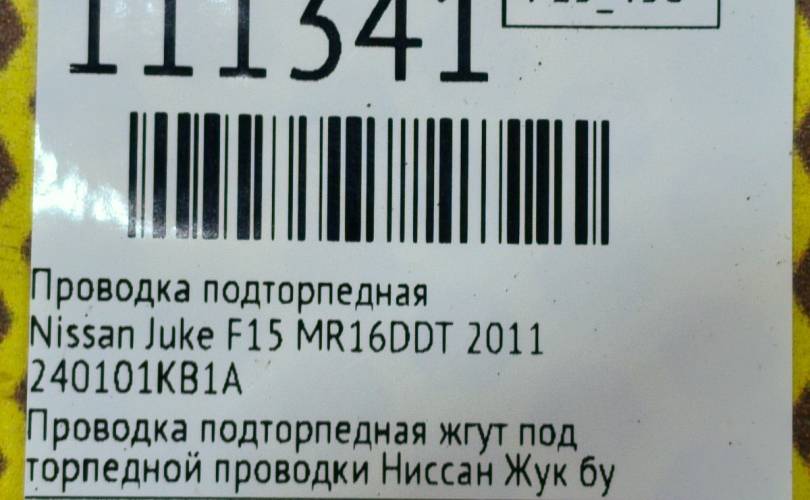 111341
Проводка подторпедная
Nissan Juke F15 MR16DDT 2011
240101KB1A
Проводка подторпедная жгут под
торпедной проводки Ниссан Жук бу